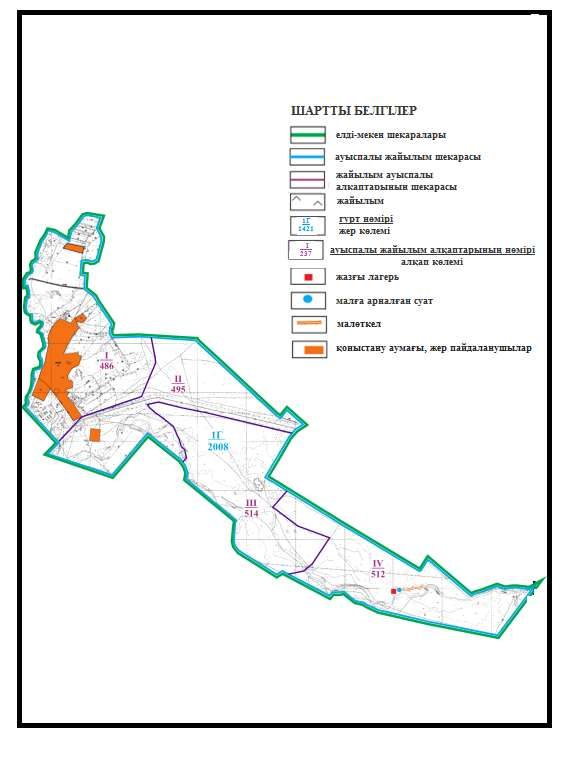 ШАРТТЫ БЕЛГІЛЕР
елді-мекен шекаралары
ауыспалы жайылым шекарасы
жайылым ауыспалы
алқаптарының шекарасы
жайылым
1Г
1421
гурт нөмірі
жер көлемі
I
237
ауыспалы жайылым алқаптарының нөмірі
алқап көлемі
жазғы лагерь
малға арналған суат
малөткел
қоныстану аумағы, жер пайдаланушылар
I
486
II
495
1Г
2008
III
514
IV
512